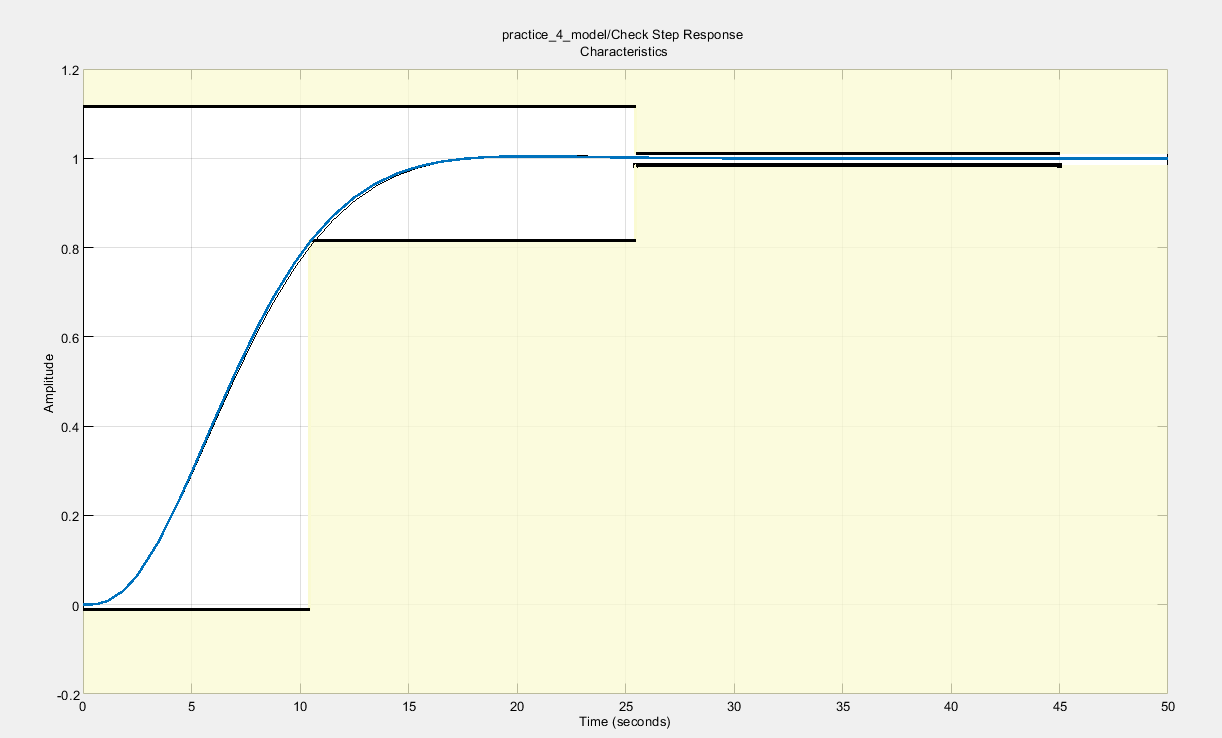 practice_4_model/Check Step Response
Characteristics
1.2
1
0.8
0.6
0.4
0.2
0
-0.2
Amplitude
0 5 10 15 20 25 30 35 40 45 50
Time (seconds)